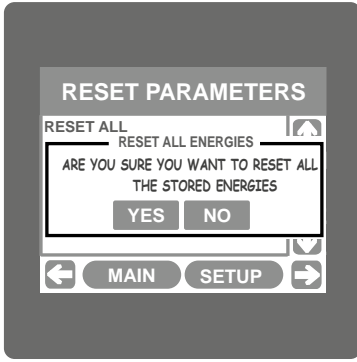 RESET PARAMETERS
RESET ALL
RESET ALL ENERGIES
ARE YOU SURE YOU WANT TO RESET ALL
THE STORED ENERGIES
YES NO
MAIN SETUP